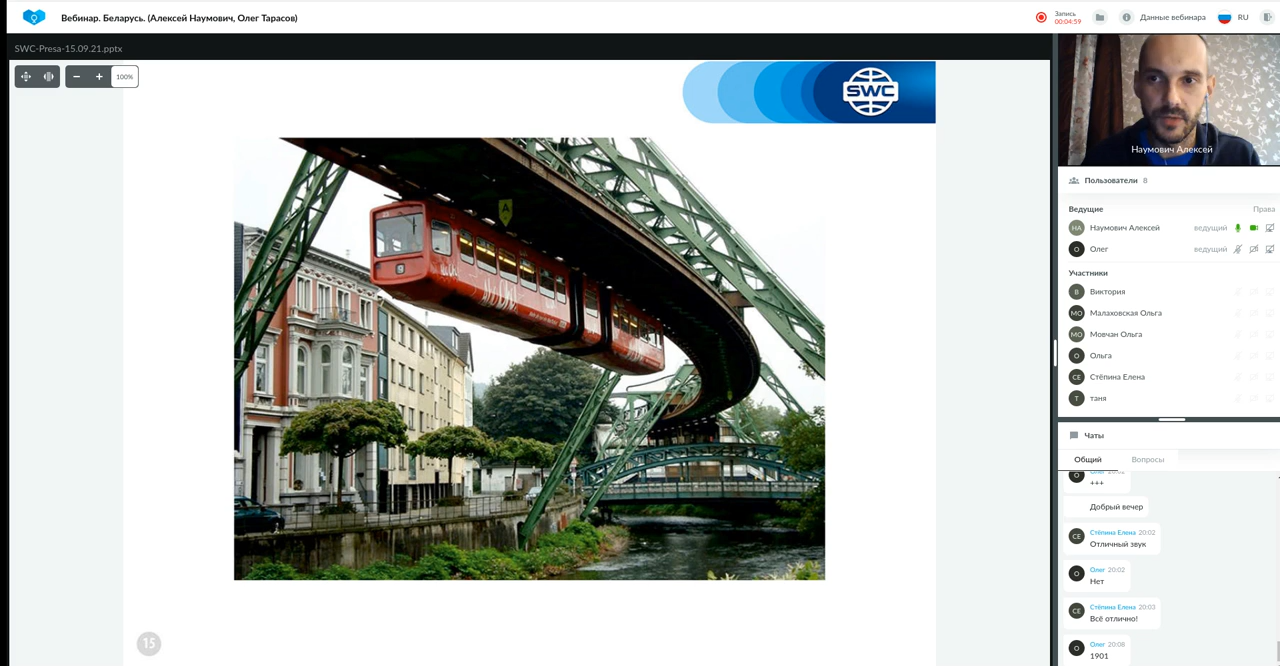 Вебинар. Беларусь. (Алексей Наумович, Олег Тарасов)
Запись
00:04:59
Данные вебинара
RU
SWC-Presa-15.09.21.pptx
100%
SWC
A
Наумович Алексей
Пользователи 8
Ведущие Права
НА Наумович Алексей ведущий
О Олег ведущий
Участники
В Виктория
МО Малаховская Ольга
МО Мовчан Ольга
О Ольга
СЕ Стёпина Елена
Т таня
Чаты
Общий Вопросы
+++
Добрый вечер
СЕ Стёпина Елена 20:02
Отличный звук
О Олег 20:02
Нет
СЕ Стёпина Елена 20:03
Всё отлично!
О Олег 20:08
1901
15